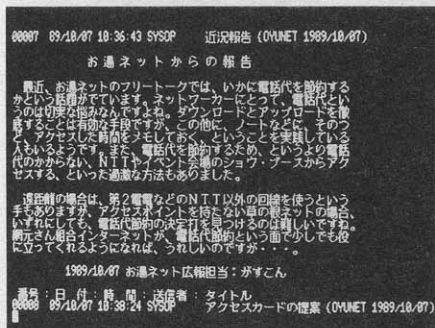 00007 89/10/07 10:36:43 SYSOP 近況報告 (OYUNET 1989/10/07)
お湯ネットからの報告
最近、お湯ネットのフリートークでは、いかに電話代を節約する
かという話題がでています。ネットワーカーにとって、電話代とい
うのは切実な悩みなんですよね。ダウンロードとアップロードを徹
底することは有効な手段ですが、この他に、ノートなどに、そのつ
ど、アクセスした時間をメモしておく、ということを実践している
人もいるようです。また、電話代を節約するため、というより電話
代のかからない、NTTやイベント会場のショウ・ブースからアク
セスする、といった過激な方法もありました。
遠距離の場合は、第2電電などのNTT以外の回線を使うという
手もありますが、アクセスポイントを持たない草の根ネットの場合、
いずれにしても、電話代節約の決定打を見つけるのは難しいですね。
網元さん組合インターネットが、電話代節約という面で少しでも役
に立ってくれるようになれば、うれしいのですが・・・。
1989/10/07 お湯ネット広報担当：がすこん
番号：日 付：時 間：送信者： タイトル
00008 89/10/07 10:38:24 SYSOP アクセスカードの提案 (OYUNET 1989/10/07)